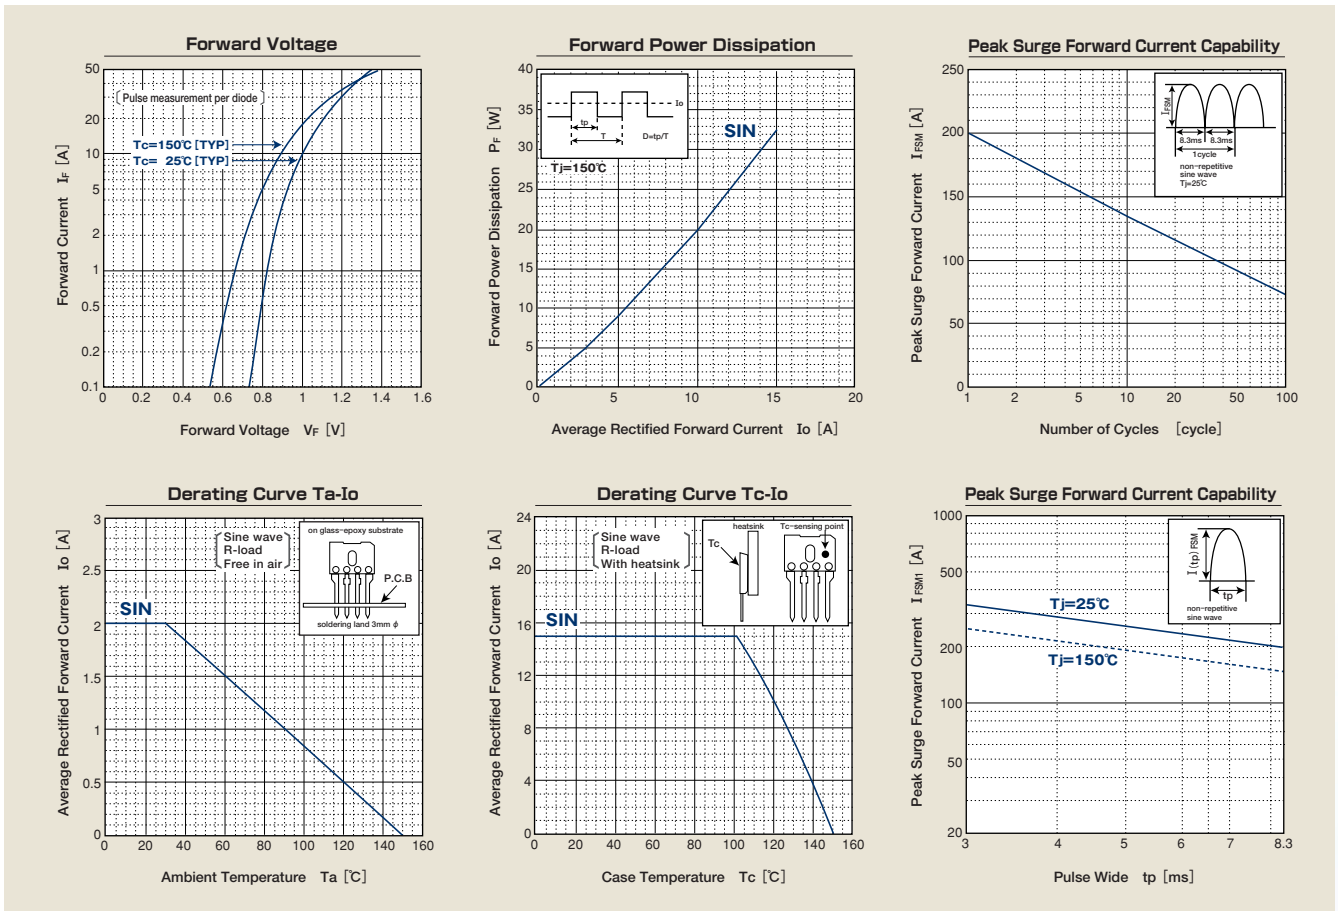 Forward Voltage
50
20
10
5
2
1
0.5
0.2
0.1
Forward Current IF [A]
[Pulse measurement per diode]
Tc=150℃ [TYP]
Tc= 25℃ [TYP]
0 0.2 0.4 0.6 0.8 1 1.2 1.4 1.6
Forward Voltage VF [V]
Forward Power Dissipation
40
35
30
25
20
15
10
5
0
Forward Power Dissipation PF [W]
Io
tp
T
D=tp/T
Tj=150℃
SIN
0 5 10 15 20
Average Rectified Forward Current Io [A]
Peak Surge Forward Current Capability
250
200
150
100
50
0
Peak Surge Forward Current IFSM [A]
IFSM
8.3ms 8.3ms
1cycle
non-repetitive
sine wave
Tj=25℃
1 2 5 10 20 50 100
Number of Cycles [cycle]
Derating Curve Ta-Io
3
2.5
2
1.5
1
0.5
0
Average Rectified Forward Current Io [A]
Sine wave
R-load
Free in air
on glass-epoxy substrate
P.C.B
soldering land 3mm φ
SIN
0 20 40 60 80 100 120 140 160
Ambient Temperature Ta [℃]
Derating Curve Tc-Io
24
20
16
12
8
4
0
Average Rectified Forward Current Io [A]
Sine wave
R-load
With heatsink
heatsink
Tc-sensing point
Tc
SIN
0 20 40 60 80 100 120 140 160
Case Temperature Tc [℃]
Peak Surge Forward Current Capability
1000
500
200
100
50
20
Peak Surge Forward Current IFSM1 [A]
I(tp)FSM
tp
non-repetitive
sine wave
Tj=25℃
Tj=150℃
3 4 5 6 7 8.3
Pulse Wide tp [ms]